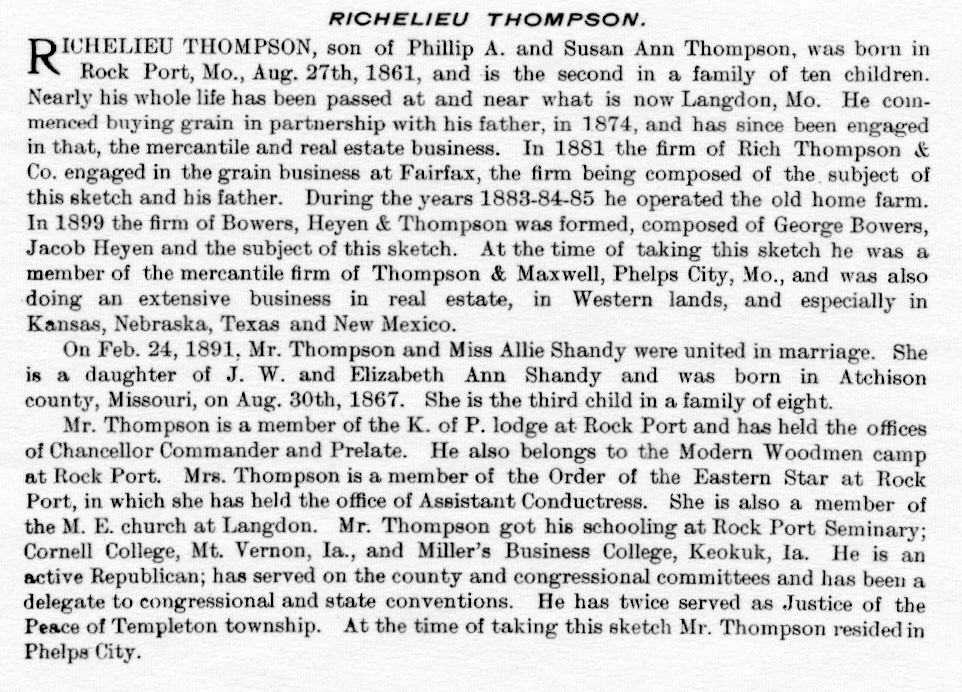 RICHELIEU THOMPSON.
RICHELIEU THOMPSON, son of Phillip A. and Susan Ann Thompson, was born in
Rock Port, Mo., Aug. 27th, 1861, and is the second in a family of ten children.
Nearly his whole life has been passed at and near what is now Langdon, Mo. He com-
menced buying grain in partnership with his father, in 1874, and has since been engaged
in that, the mercantile and real estate business. In 1881 the firm of Rich Thompson &
Co. engaged in the grain business at Fairfax, the firm being composed of the subject of
this sketch and his father. During the years 1883-84-85 he operated the old home farm.
In 1899 the firm of Bowers, Heyen & Thompson was formed, composed of George Bowers,
Jacob Heyen and the subject of this sketch. At the time of taking this sketch he was a
member of the mercantile firm of Thompson & Maxwell, Phelps City, Mo., and was also
doing an extensive business in real estate, in Western lands, and especially in
Kansas, Nebraska, Texas and New Mexico.
On Feb. 24, 1891, Mr. Thompson and Miss Allie Shandy were united in marriage. She
is a daughter of J. W. and Elizabeth Ann Shandy and was born in Atchison
county, Missouri, on Aug. 30th, 1867. She is the third child in a family of eight.
Mr. Thompson is a member of the K. of P. lodge at Rock Port and has held the offices
of Chancellor Commander and Prelate. He also belongs to the Modern Woodmen camp
at Rock Port. Mrs. Thompson is a member of the Order of the Eastern Star at Rock
Port, in which she has held the office of Assistant Conductress. She is also a member of
the M. E. church at Langdon. Mr. Thompson got his schooling at Rock Port Seminary;
Cornell College, Mt. Vernon, Ia., and Miller's Business College, Keokuk, Ia. He is an
active Republican; has served on the county and congressional committees and has been a
delegate to congressional and state conventions. He has twice served as Justice of the
Peace of Templeton township. At the time of taking this sketch Mr. Thompson resided in
Phelps City.